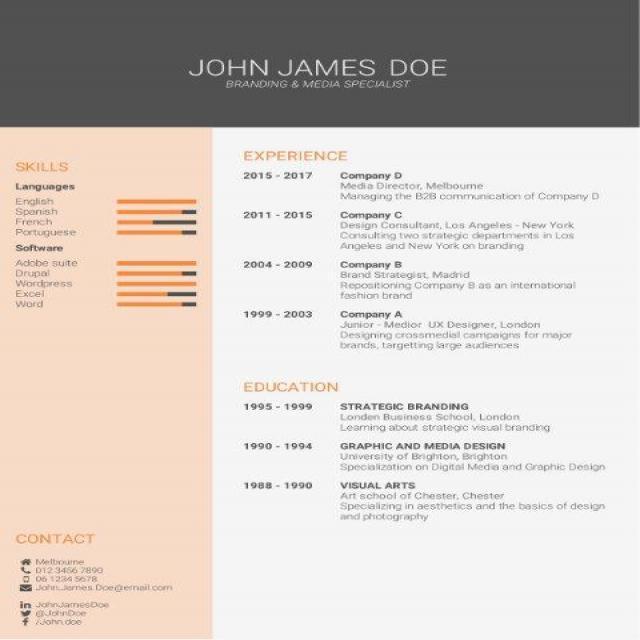 JOHN JAMES DOE
BRANDING & MEDIA SPECIALIST
SKILLS
Languages
English
Spanish
French
Portuguese
Software
Adobe suite
Drupal
Wordpress
Excel
Word
CONTACT
Melbourne
012 3456 7890
06 1234 5678
John.James.Doe@email.com
JohnJamesDoe
@JohnDoe
/John.doe
EXPERIENCE
2015 - 2017 Company D
Media Director, Melbourne
Managing the B2B communication of Company D
2011 - 2015 Company C
Design Consultant, Los Angeles - New York
Consulting two strategic departments in Los
Angeles and New York on branding
2004 - 2009 Company B
Brand Strategist, Madrid
Repositioning Company B as an international
fashion brand
1999 - 2003 Company A
Junior - Medior UX Designer, London
Designing crossmedial campaigns for major
brands, targetting large audiences
EDUCATION
1995 - 1999 STRATEGIC BRANDING
Londen Business School, London
Learning about strategic visual branding
1990 - 1994 GRAPHIC AND MEDIA DESIGN
University of Brighton, Brighton
Specialization on Digital Media and Graphic Design
1988 - 1990 VISUAL ARTS
Art school of Chester, Chester
Specializing in aesthetics and the basics of design
and photography